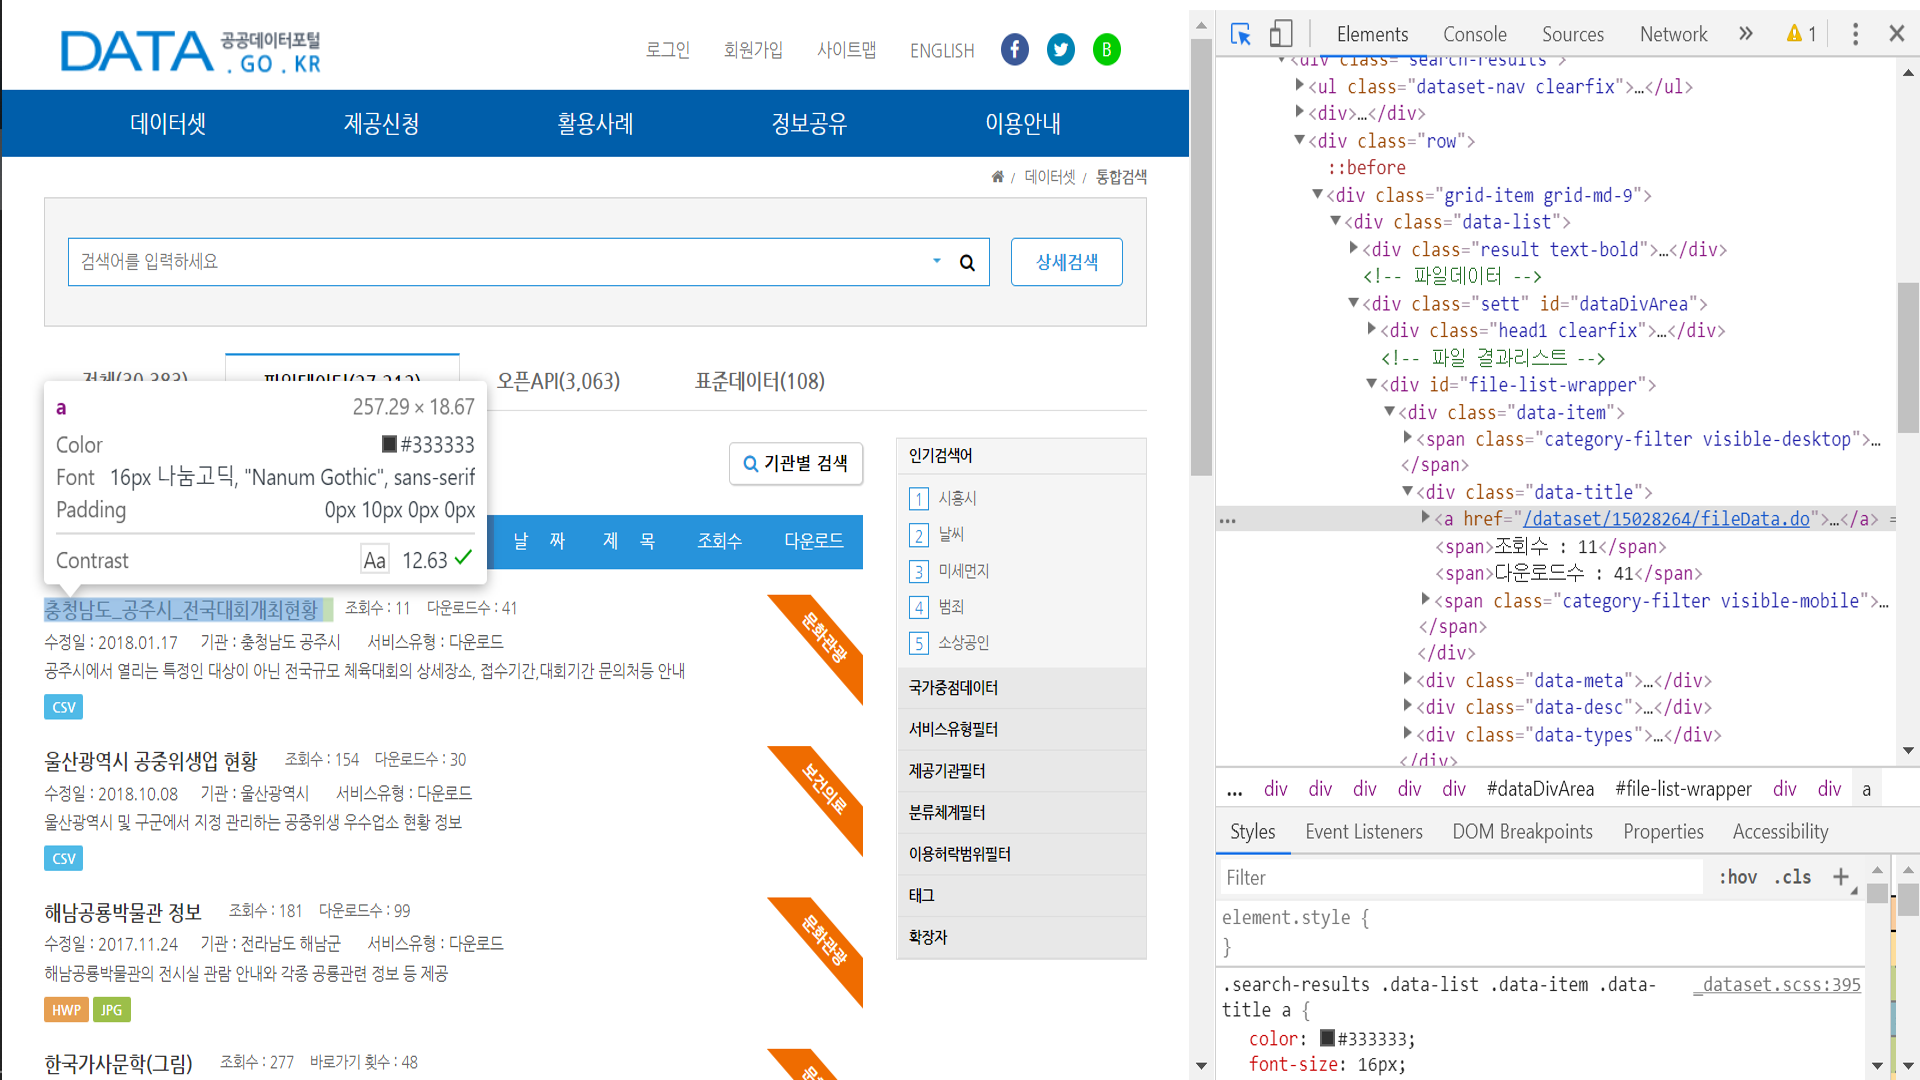 DATA 공공데이터포털
. GO . KR
로그인 회원가입 사이트맵 ENGLISH
데이터셋 제공신청 활용사례 정보공유 이용안내
/ 데이터셋 / 통합검색
검색어를 입력하세요
상세검색
전체(30,383) 파일데이터(27,212) 오픈API(3,063) 표준데이터(108)
a 257.29 × 18.67
Color #333333
Font 16px 나눔고딕, "Nanum Gothic", sans-serif
Padding 0px 10px 0px 0px
Contrast Aa 12.63
기관별 검색
날 짜 제 목 조회수 다운로드
충청남도_공주시_전국대회개최현황 조회수 : 11 다운로드수 : 41
수정일 : 2018.01.17 기관 : 충청남도 공주시 서비스유형 : 다운로드
공주시에서 열리는 특정인 대상이 아닌 전국규모 체육대회의 상세장소, 접수기간,대회기간 문의처등 안내
CSV
문화관광
울산광역시 공중위생업 현황 조회수 : 154 다운로드수 : 30
수정일 : 2018.10.08 기관 : 울산광역시 서비스유형 : 다운로드
울산광역시 및 구군에서 지정 관리하는 공중위생 우수업소 현황 정보
CSV
보건의료
해남공룡박물관 정보 조회수 : 181 다운로드수 : 99
수정일 : 2017.11.24 기관 : 전라남도 해남군 서비스유형 : 다운로드
해남공룡박물관의 전시실 관람 안내와 각종 공룡관련 정보 등 제공
HWP JPG
문화관광
한국가사문학(그림) 조회수 : 277 바로가기 횟수 : 48
인기검색어
1 시흥시
2 날씨
3 미세먼지
4 범죄
5 소상공인
국가중점데이터
서비스유형필터
제공기관필터
분류체계필터
이용허락범위필터
태그
확장자
Elements Console Sources Network » 1
<div class="search-results">
<ul class="dataset-nav clearfix">…</ul>
<div>…</div>
<div class="row">
::before
<div class="grid-item grid-md-9">
<div class="data-list">
<div class="result text-bold">…</div>
<!-- 파일데이터 -->
<div class="sett" id="dataDivArea">
<div class="head1 clearfix">…</div>
<!-- 파일 결과리스트 -->
<div id="file-list-wrapper">
<div class="data-item">
<span class="category-filter visible-desktop">…
</span>
<div class="data-title">
… <a href="/dataset/15028264/fileData.do">…</a> =
<span>조회수 : 11</span>
<span>다운로드수 : 41</span>
<span class="category-filter visible-mobile">…
</span>
</div>
<div class="data-meta">…</div>
<div class="data-desc">…</div>
<div class="data-types">…</div>
</div>
… div div div div div #dataDivArea #file-list-wrapper div div a
Styles Event Listeners DOM Breakpoints Properties Accessibility
Filter :hov .cls +
element.style {
}
.search-results .data-list .data-item .data- _dataset.scss:395
title a {
color: #333333;
font-size: 16px;